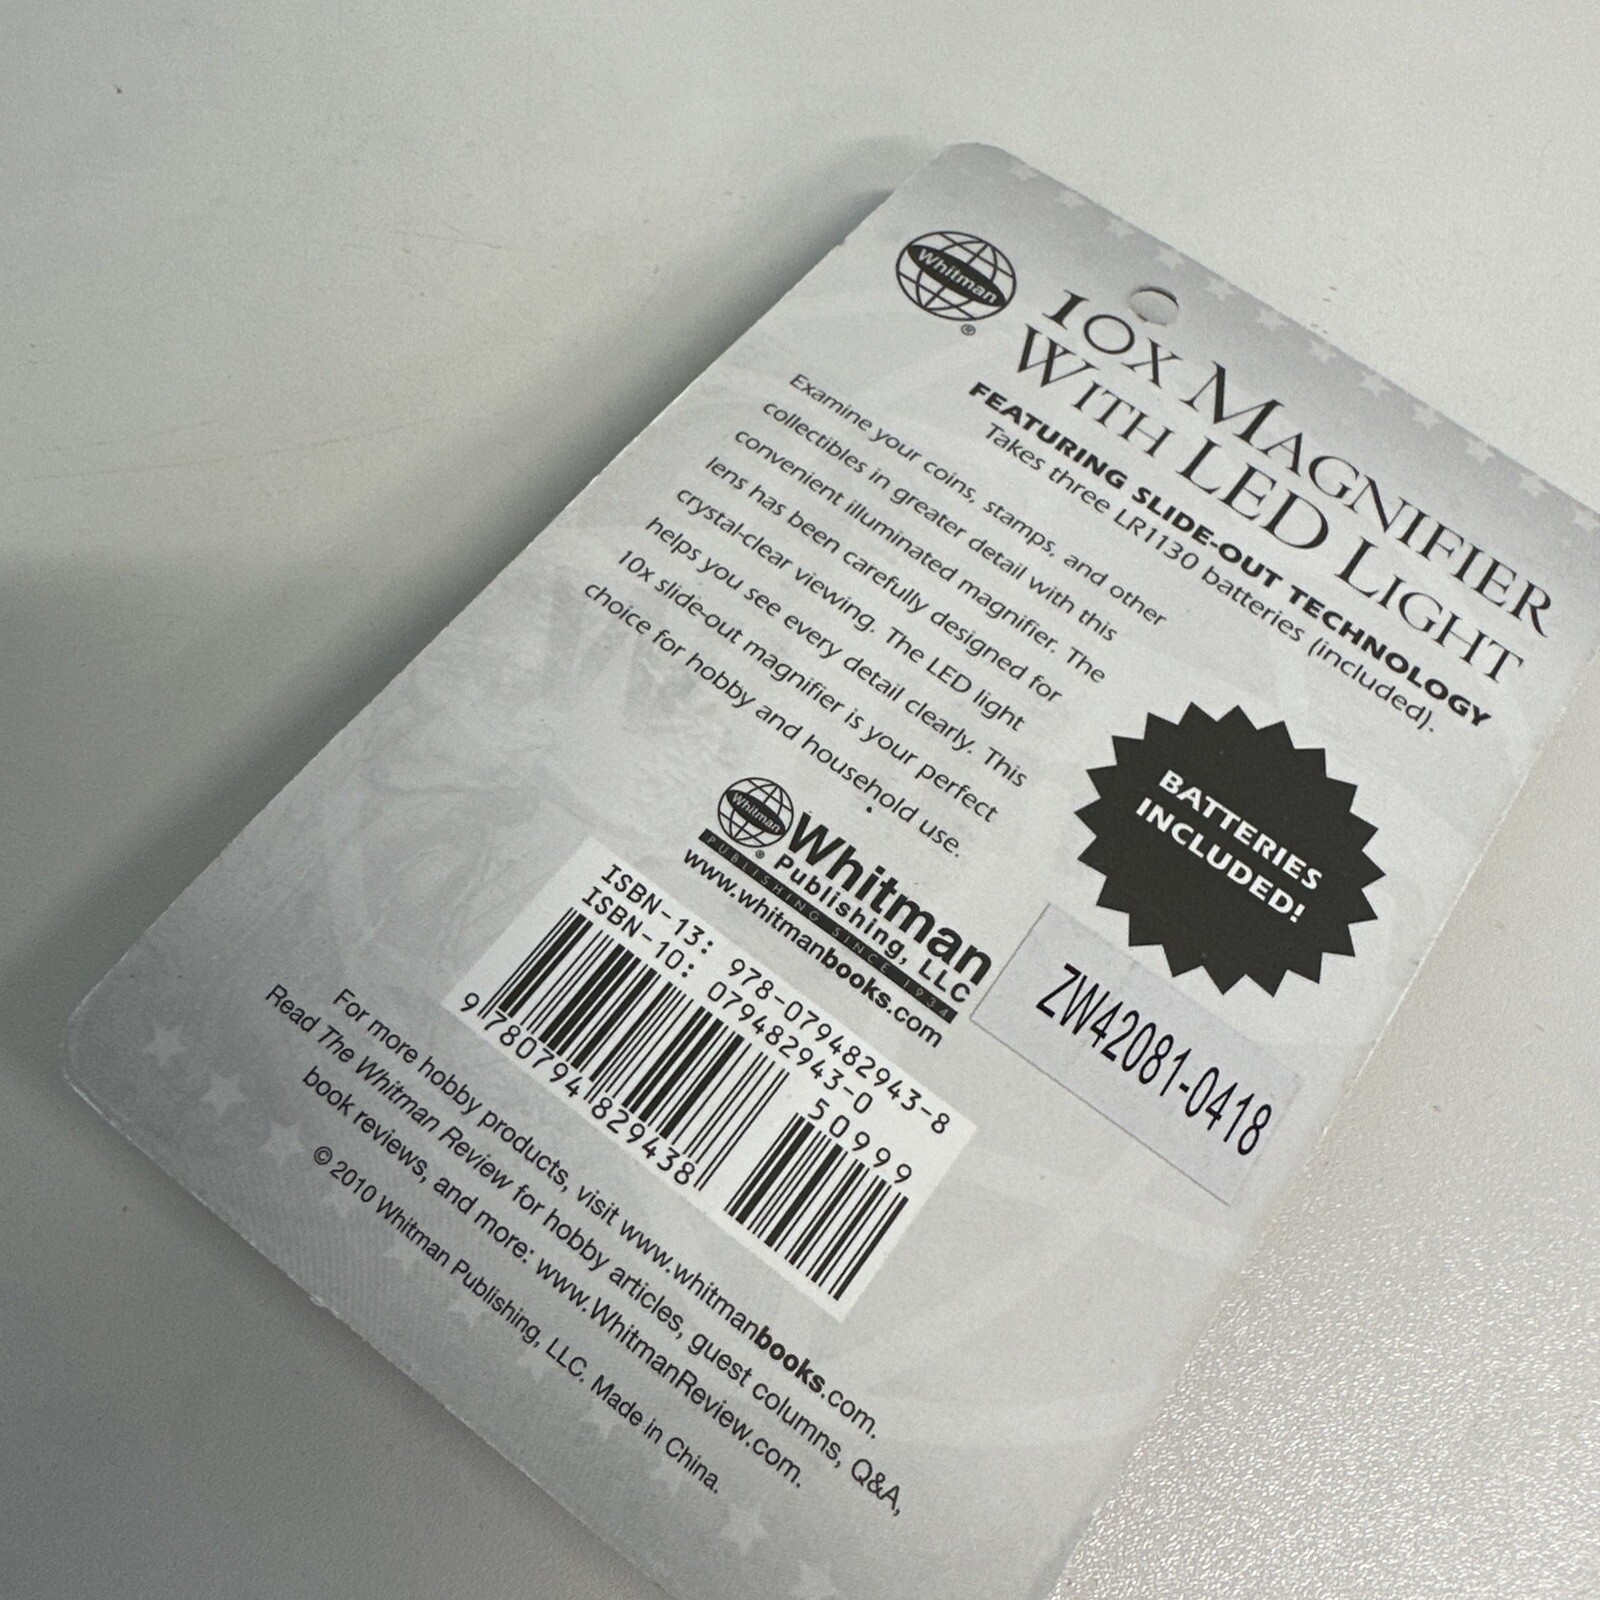 Whitman
®
10X MAGNIFIER
WITH LED LIGHT
FEATURING SLIDE-OUT TECHNOLOGY
Takes three LR1130 batteries (included).
Examine your coins, stamps, and other
collectibles in greater detail with this
convenient illuminated magnifier. The
lens has been carefully designed for
crystal-clear viewing. The LED light
helps you see every detail clearly. This
10x slide-out magnifier is your perfect
choice for hobby and household use.
BATTERIES
INCLUDED!
Whitman
®
Whitman
Publishing, LLC
PUBLISHING SINCE 1934
www.whitmanbooks.com
ZW42081-0418
ISBN-13: 978-079482943-8
ISBN-10: 079482943-0
50999
9 780794 829438
For more hobby products, visit www.whitmanbooks.com.
Read The Whitman Review for hobby articles, guest columns, Q&A,
book reviews, and more: www.WhitmanReview.com.
© 2010 Whitman Publishing, LLC. Made in China.